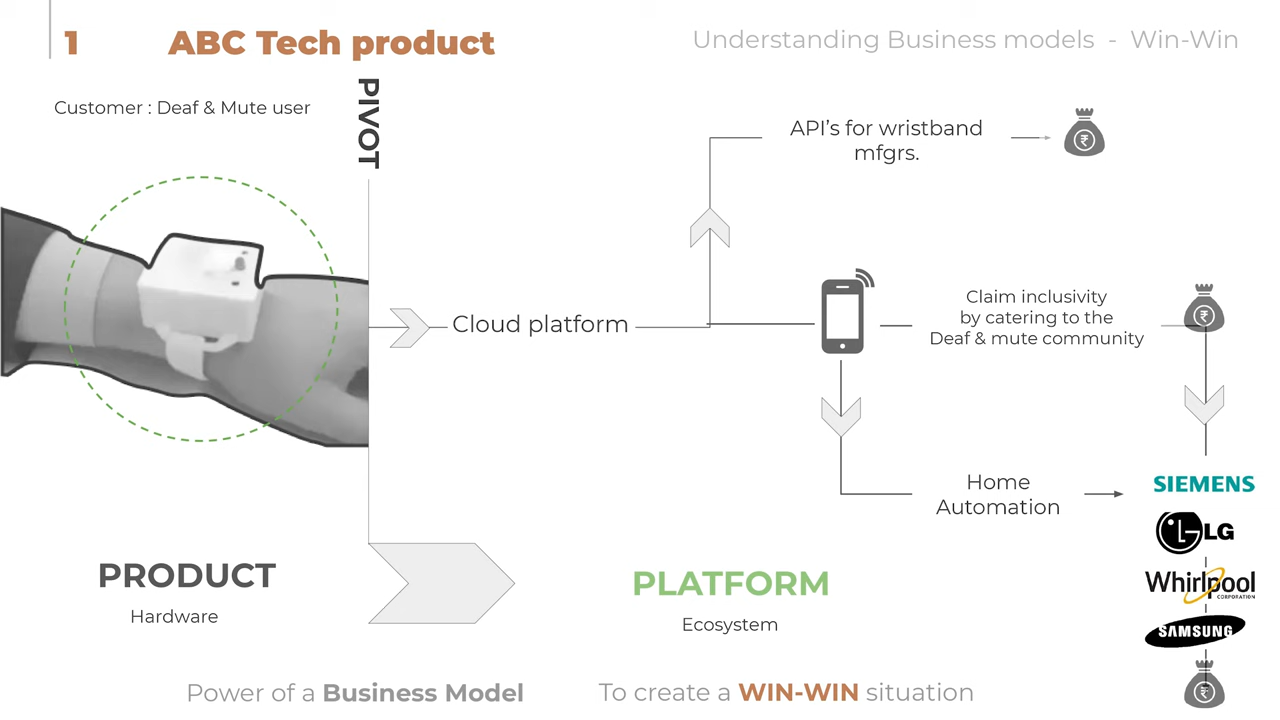 1
ABC Tech product
Understanding Business models - Win-Win
Customer : Deaf & Mute user
PIVOT
API's for wristband
mfgrs.
₹
Cloud platform
Claim inclusivity
by catering to the
Deaf & mute community
₹
Home
Automation
SIEMENS
LG
Whirlpool
CORPORATION
SAMSUNG
₹
PRODUCT
Hardware
PLATFORM
Ecosystem
Power of a Business Model
To create a WIN-WIN situation